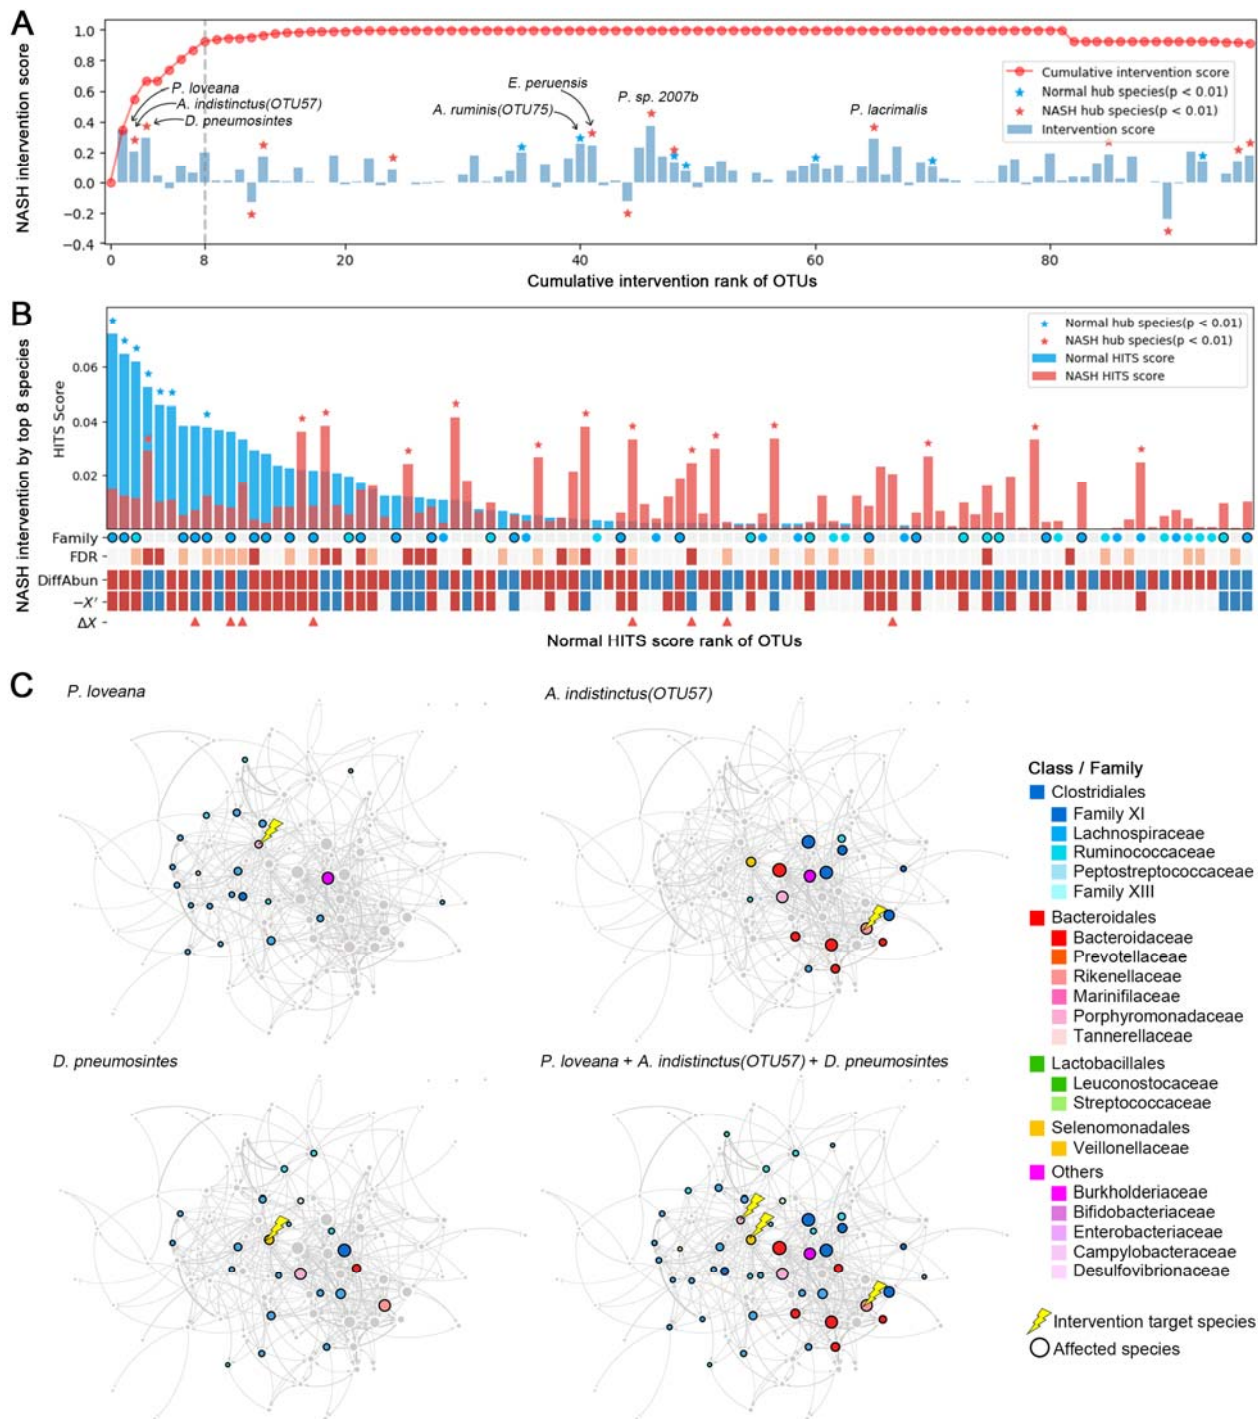 A
NASH intervention score
1.0
0.8
0.6
0.4
0.2
0.0
−0.2
−0.4
P. loveana
A. indistinctus(OTU57)
D. pneumosintes
A. ruminis(OTU75)
E. peruensis
P. sp. 2007b
P. lacrimalis
Cumulative intervention score
Normal hub species(p < 0.01)
NASH hub species(p < 0.01)
Intervention score
0 8 20 40 60 80
Cumulative intervention rank of OTUs
B
NASH intervention by top 8 species
HITS Score
0.06
0.04
0.02
Normal hub species(p < 0.01)
NASH hub species(p < 0.01)
Normal HITS score
NASH HITS score
Family
FDR
DiffAbun
−X'
ΔX
Normal HITS score rank of OTUs
C
P. loveana
A. indistinctus(OTU57)
D. pneumosintes
P. loveana + A. indistinctus(OTU57) + D. pneumosintes
Class / Family
Clostridiales
Family XI
Lachnospiraceae
Ruminococcaceae
Peptostreptococcaceae
Family XIII
Bacteroidales
Bacteroidaceae
Prevotellaceae
Rikenellaceae
Marinifilaceae
Porphyromonadaceae
Tannerellaceae
Lactobacillales
Leuconostocaceae
Streptococcaceae
Selenomonadales
Veillonellaceae
Others
Burkholderiaceae
Bifidobacteriaceae
Enterobacteriaceae
Campylobacteraceae
Desulfovibrionaceae
Intervention target species
Affected species